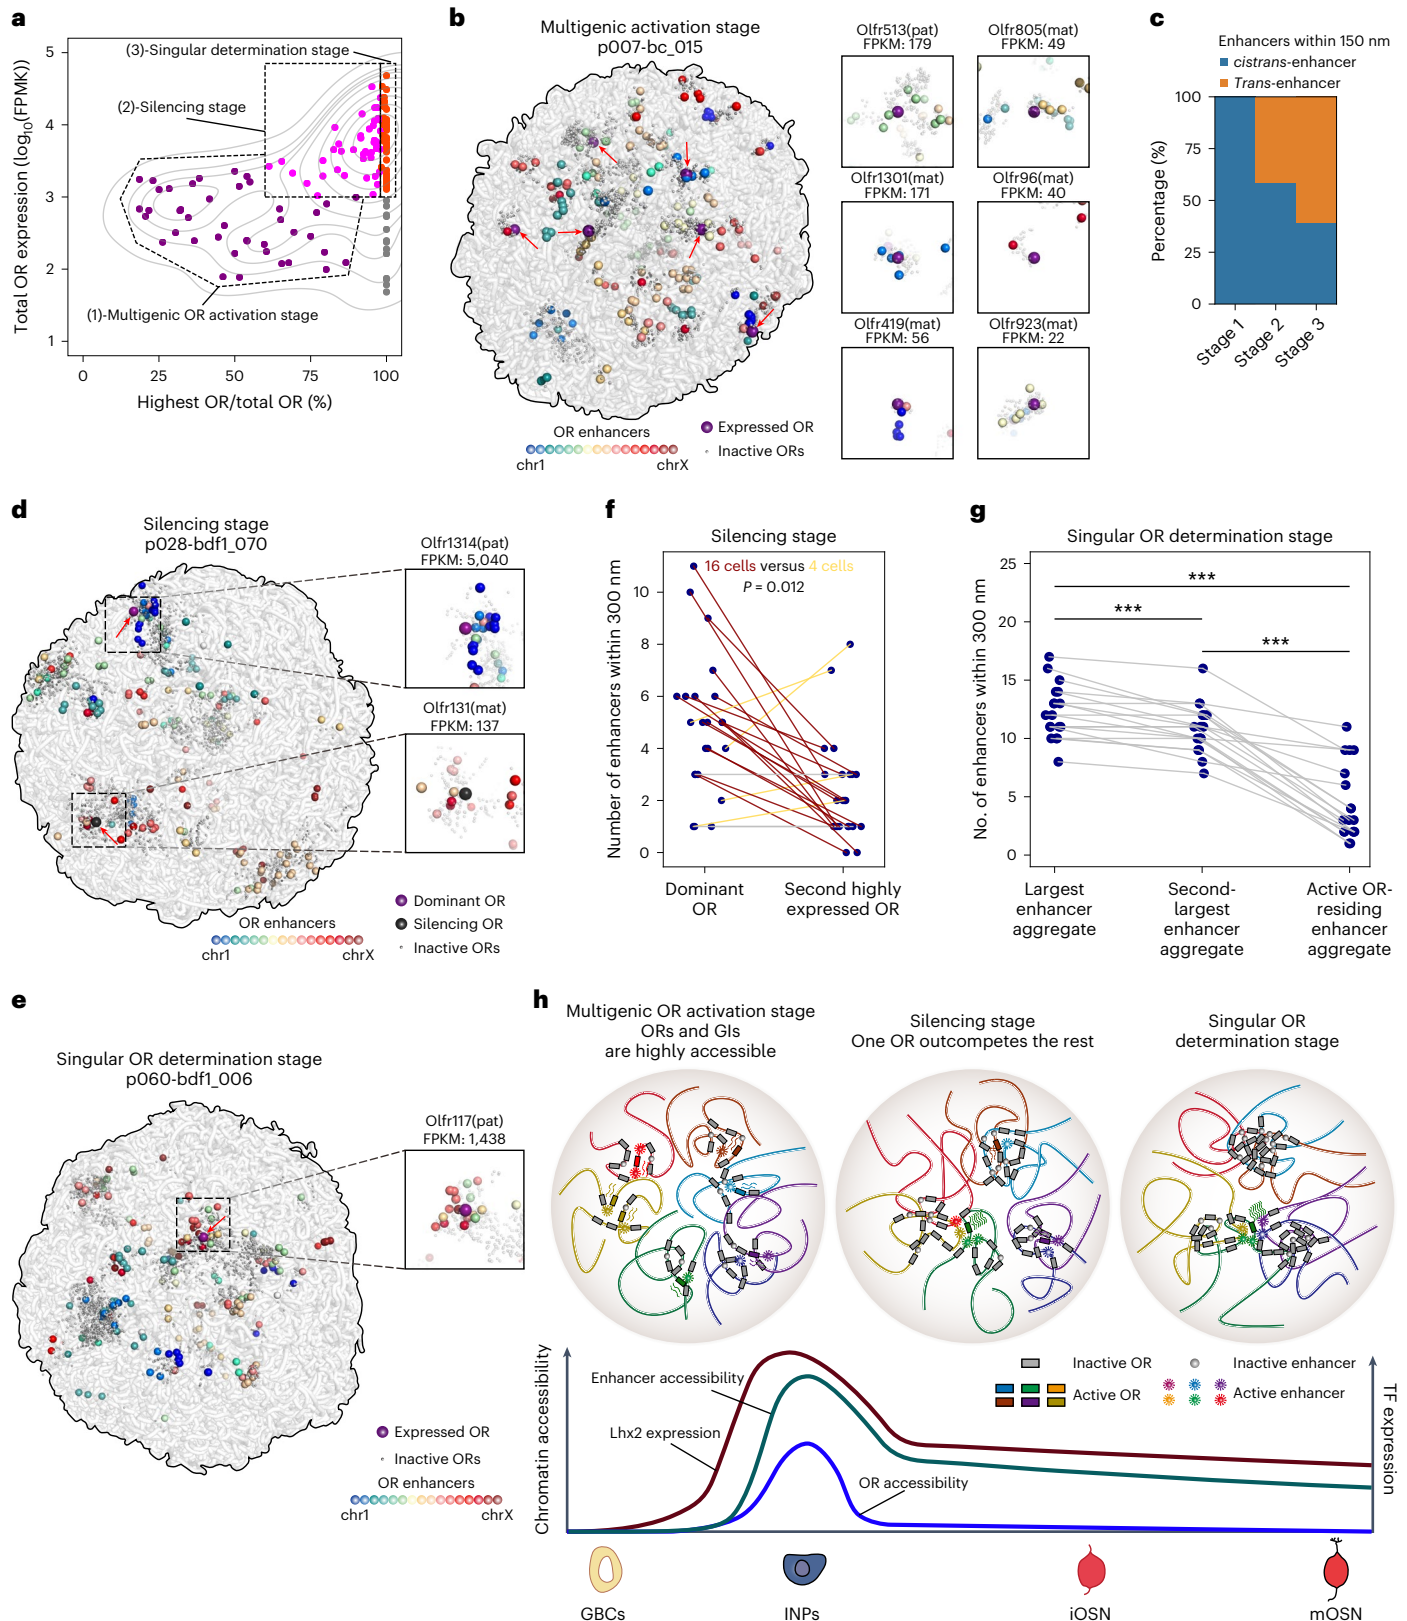 a
(3)-Singular determination stage
(2)-Silencing stage
(1)-Multigenic OR activation stage
Total OR expression (log10(FPMK))
5
4
3
2
1
0
25
50
75
100
Highest OR/total OR (%)
b
Multigenic activation stage
p007-bc_015
OR enhancers
chr1
chrX
Expressed OR
Inactive ORs
Olfr513(pat)
FPKM: 179
Olfr805(mat)
FPKM: 49
Olfr1301(mat)
FPKM: 171
Olfr96(mat)
FPKM: 40
Olfr419(mat)
FPKM: 56
Olfr923(mat)
FPKM: 22
c
Enhancers within 150 nm
cistrans-enhancer
Trans-enhancer
Percentage (%)
100
75
50
25
0
Stage 1
Stage 2
Stage 3
d
Silencing stage
p028-bdf1_070
Olfr1314(pat)
FPKM: 5,040
Olfr131(mat)
FPKM: 137
Dominant OR
Silencing OR
Inactive ORs
OR enhancers
chr1
chrX
f
Silencing stage
16 cells versus 4 cells
P = 0.012
Number of enhancers within 300 nm
10
8
6
4
2
0
Dominant
OR
Second highly
expressed OR
g
Singular OR determination stage
***
***
***
No. of enhancers within 300 nm
25
20
15
10
5
0
Largest
enhancer
aggregate
Second-
largest
enhancer
aggregate
Active OR-
residing
enhancer
aggregate
e
Singular OR determination stage
p060-bdf1_006
Olfr117(pat)
FPKM: 1,438
Expressed OR
Inactive ORs
OR enhancers
chr1
chrX
h
Multigenic OR activation stage
ORs and GIs
are highly accessible
Silencing stage
One OR outcompetes the rest
Singular OR
determination stage
Chromatin accessibility
Enhancer accessibility
Lhx2 expression
OR accessibility
Inactive OR
Inactive enhancer
Active OR
Active enhancer
TF expression
GBCs
INPs
iOSN
mOSN